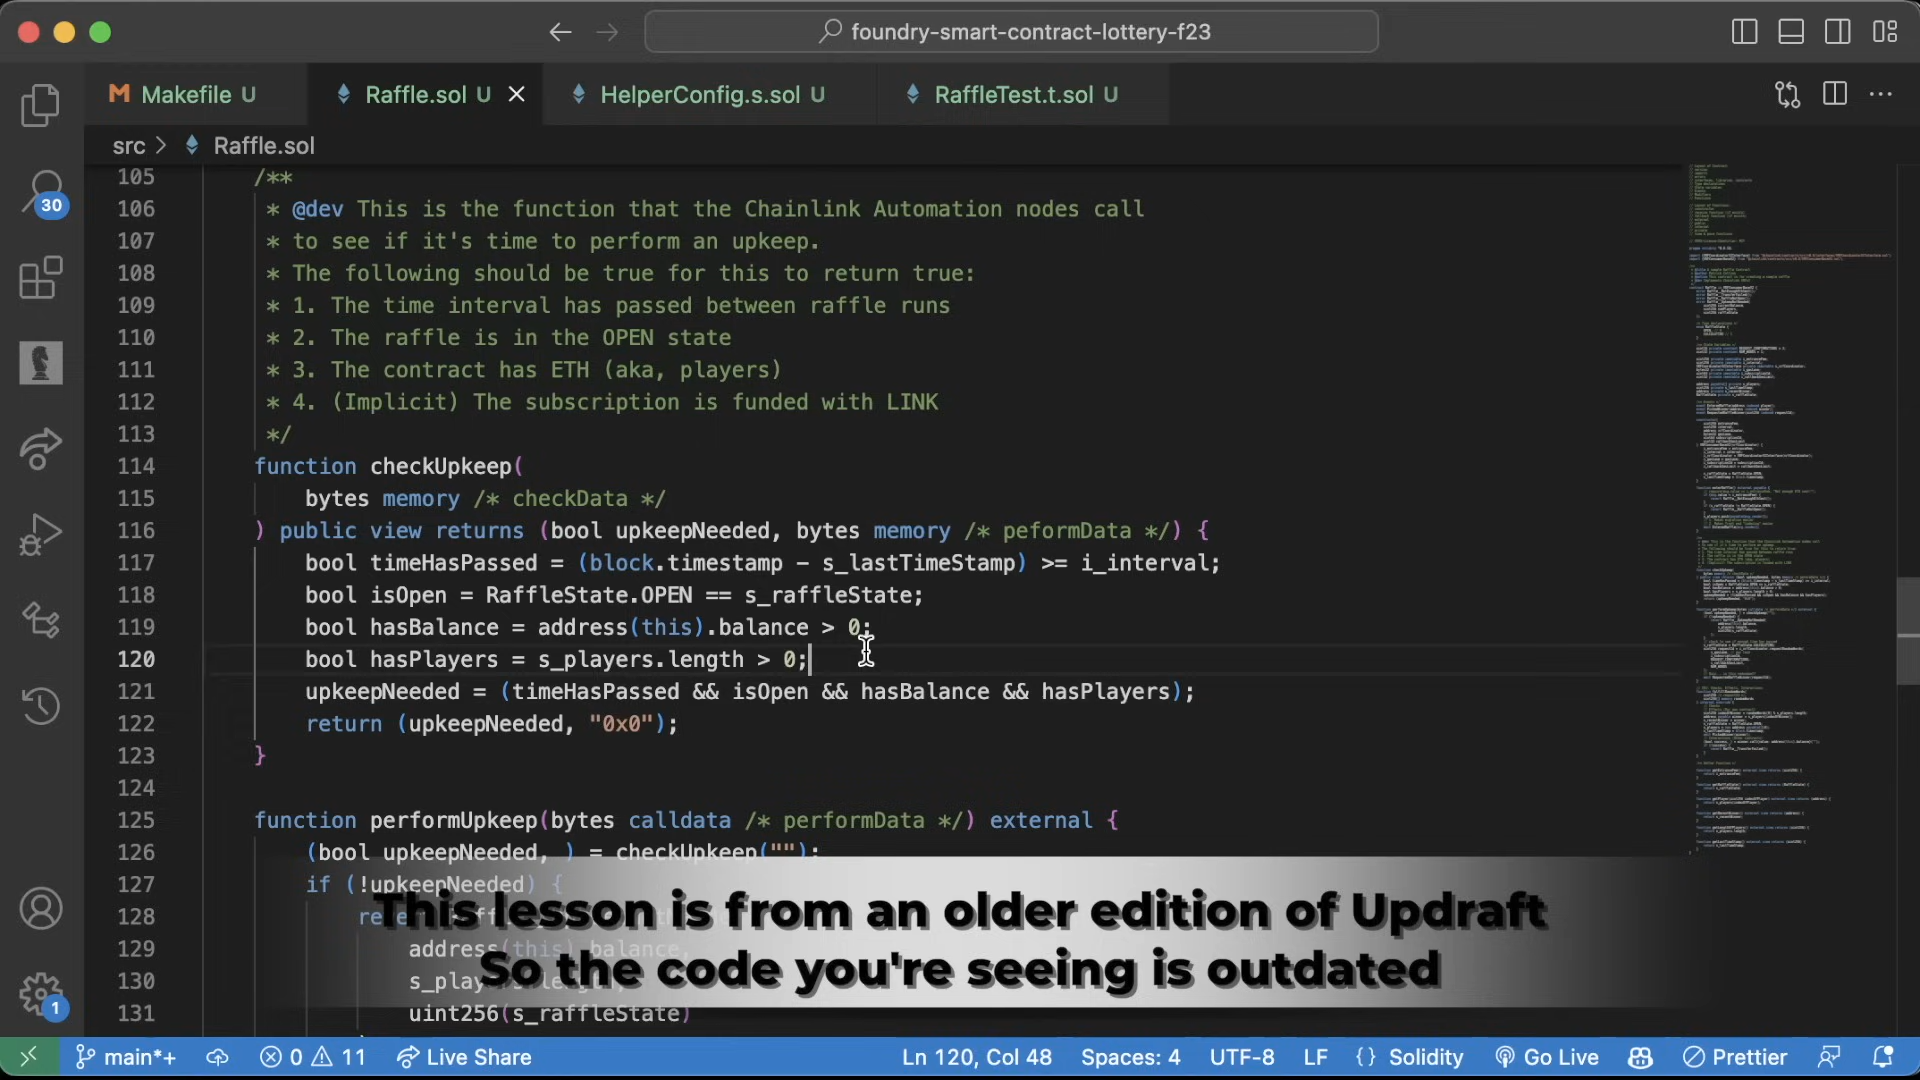 foundry-smart-contract-lottery-f23
Makefile U
Raffle.sol U
HelperConfig.s.sol U
RaffleTest.t.sol U
src > Raffle.sol
30
105 /**
106 * @dev This is the function that the Chainlink Automation nodes call
107 * to see if it's time to perform an upkeep.
108 * The following should be true for this to return true:
109 * 1. The time interval has passed between raffle runs
110 * 2. The raffle is in the OPEN state
111 * 3. The contract has ETH (aka, players)
112 * 4. (Implicit) The subscription is funded with LINK
113 */
114 function checkUpkeep(
115 bytes memory /* checkData */
116 ) public view returns (bool upkeepNeeded, bytes memory /* peformData */) {
117 bool timeHasPassed = (block.timestamp - s_lastTimeStamp) >= i_interval;
118 bool isOpen = RaffleState.OPEN == s_raffleState;
119 bool hasBalance = address(this).balance > 0;
120 bool hasPlayers = s_players.length > 0;
121 upkeepNeeded = (timeHasPassed && isOpen && hasBalance && hasPlayers);
122 return (upkeepNeeded, "0x0");
123 }
124
125 function performUpkeep(bytes calldata /* performData */) external {
126 (bool upkeepNeeded, ) = checkUpkeep("");
127 if (!upkeepNeeded) {
128
129 address(this).balance,
130
131 uint256(s_raffleState)
This lesson is from an older edition of Updraft
So the code you're seeing is outdated
1
main*+ 0 11 Live Share Ln 120, Col 48 Spaces: 4 UTF-8 LF {} Solidity Go Live Prettier